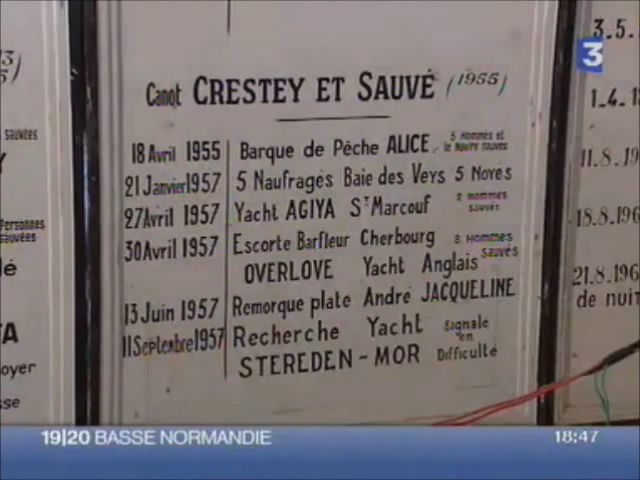 3
Canot CRESTEY ET SAUVÉ (1955)
18 Avril 1955 Barque de Pêche ALICE. 5 Hommes et le Navire sauvés
21 Janvier 1957 5 Naufragés Baie des Veys 5 Noyés
27 Avril 1957 Yacht AGIYA St Marcouf 2 Hommes sauvés
30 Avril 1957 Escorte Barfleur Cherbourg 8 Hommes Sauvés
OVERLOVE Yacht Anglais
13 Juin 1957 Remorque plate André JACQUELINE
11 Septembre 1957 Recherche Yacht Signale en
STEREDEN-MOR Difficulté
sauvées
Personnes
sauvées
oyer
sse
3.5.
1.4.
11.8.19
18.8.196
21.8.196
de nuit
19|20 BASSE NORMANDIE
18:47